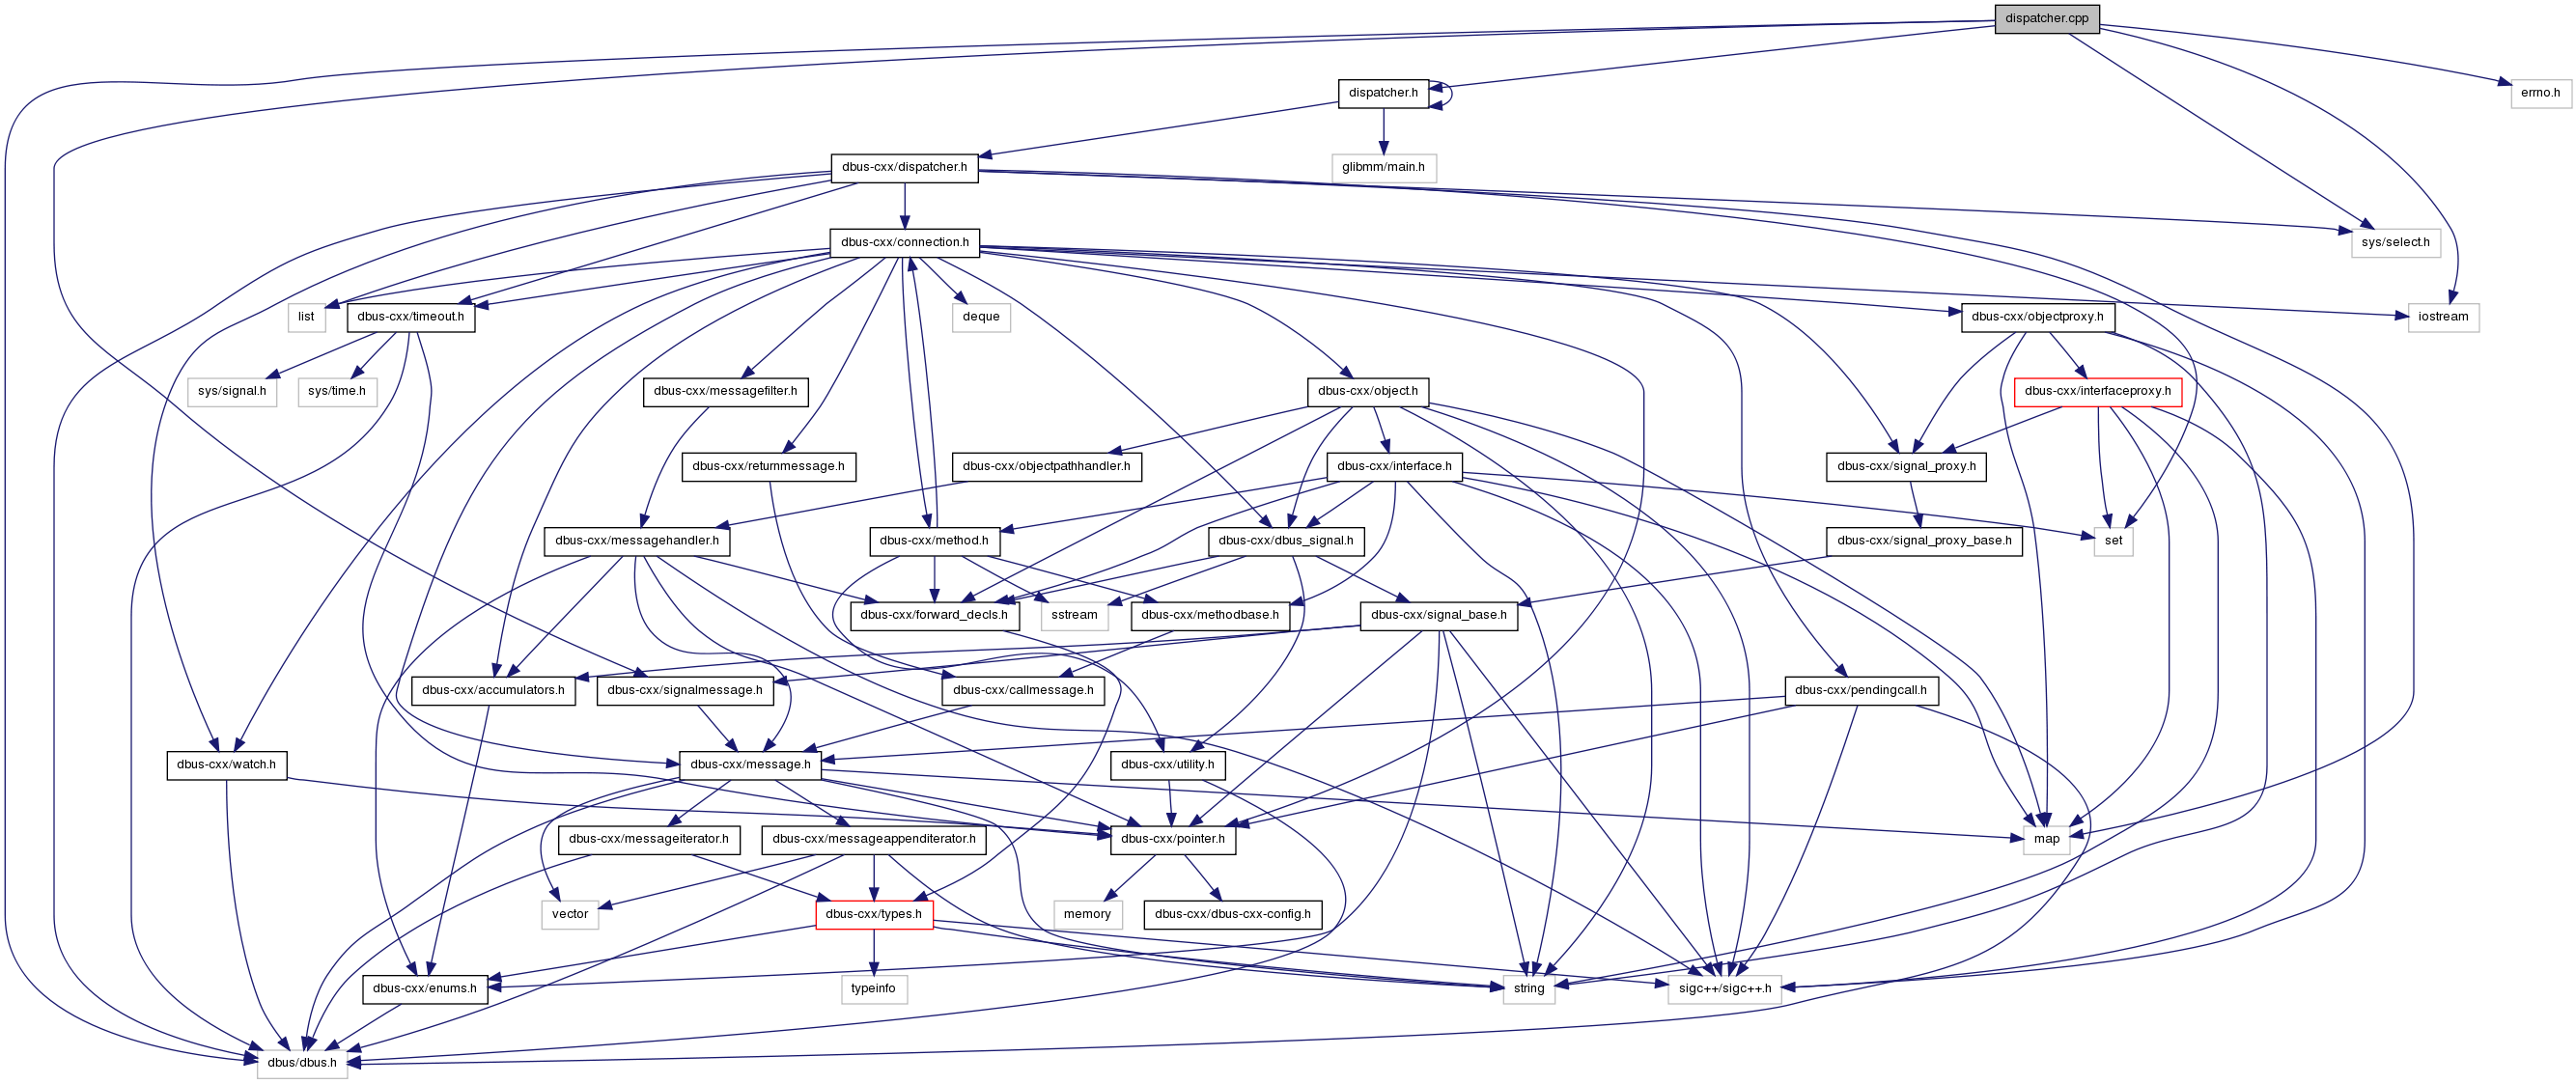 dispatcher.cpp
dispatcher.h
errno.h
dbus-cxx/dispatcher.h
glibmm/main.h
dbus-cxx/connection.h
sys/select.h
list
dbus-cxx/timeout.h
deque
dbus-cxx/objectproxy.h
iostream
sys/signal.h
sys/time.h
dbus-cxx/messagefilter.h
dbus-cxx/object.h
dbus-cxx/interfaceproxy.h
dbus-cxx/returnmessage.h
dbus-cxx/objectpathhandler.h
dbus-cxx/interface.h
dbus-cxx/signal_proxy.h
dbus-cxx/messagehandler.h
dbus-cxx/method.h
dbus-cxx/dbus_signal.h
dbus-cxx/signal_proxy_base.h
set
dbus-cxx/forward_decls.h
sstream
dbus-cxx/methodbase.h
dbus-cxx/signal_base.h
dbus-cxx/accumulators.h
dbus-cxx/signalmessage.h
dbus-cxx/callmessage.h
dbus-cxx/pendingcall.h
dbus-cxx/watch.h
dbus-cxx/message.h
dbus-cxx/utility.h
dbus-cxx/messageiterator.h
dbus-cxx/messageappenditerator.h
dbus-cxx/pointer.h
map
vector
dbus-cxx/types.h
memory
dbus-cxx/dbus-cxx-config.h
dbus-cxx/enums.h
typeinfo
string
sigc++/sigc++.h
dbus/dbus.h